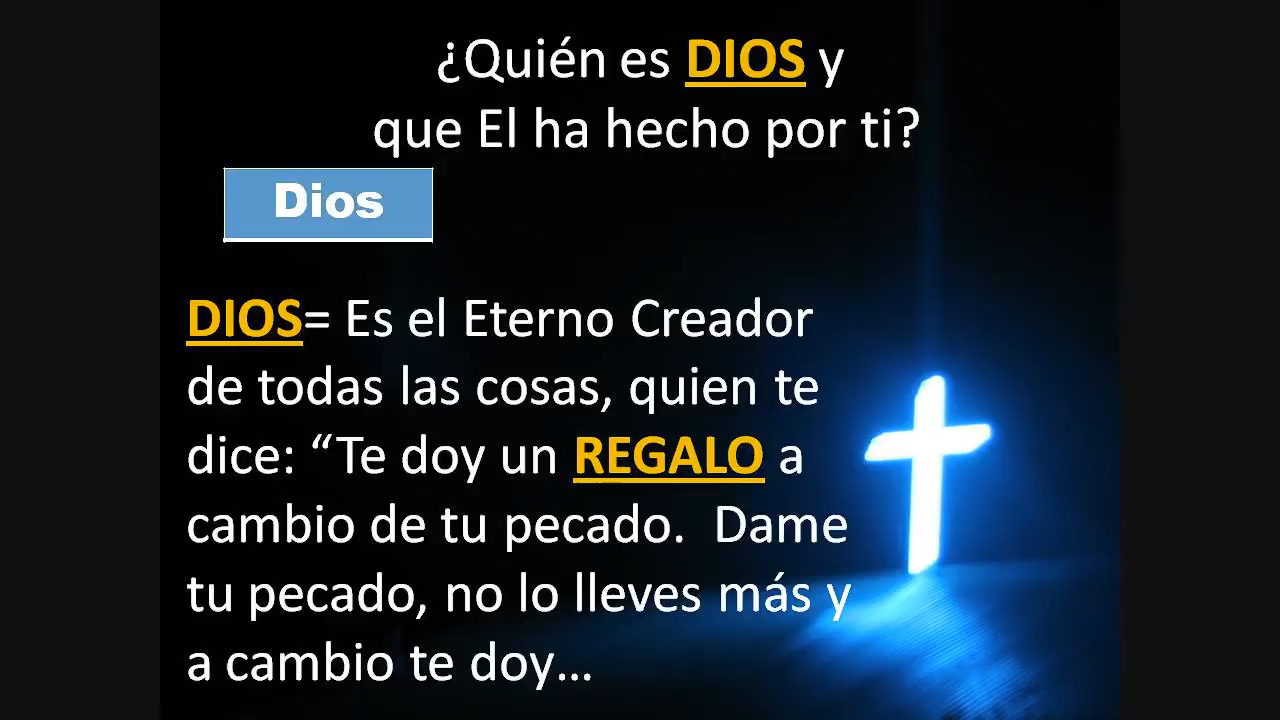 ¿Quién es DIOS y
que El ha hecho por ti?
Dios
DIOS= Es el Eterno Creador
de todas las cosas, quien te
dice: “Te doy un REGALO a
cambio de tu pecado.  Dame
tu pecado, no lo lleves más y
a cambio te doy…